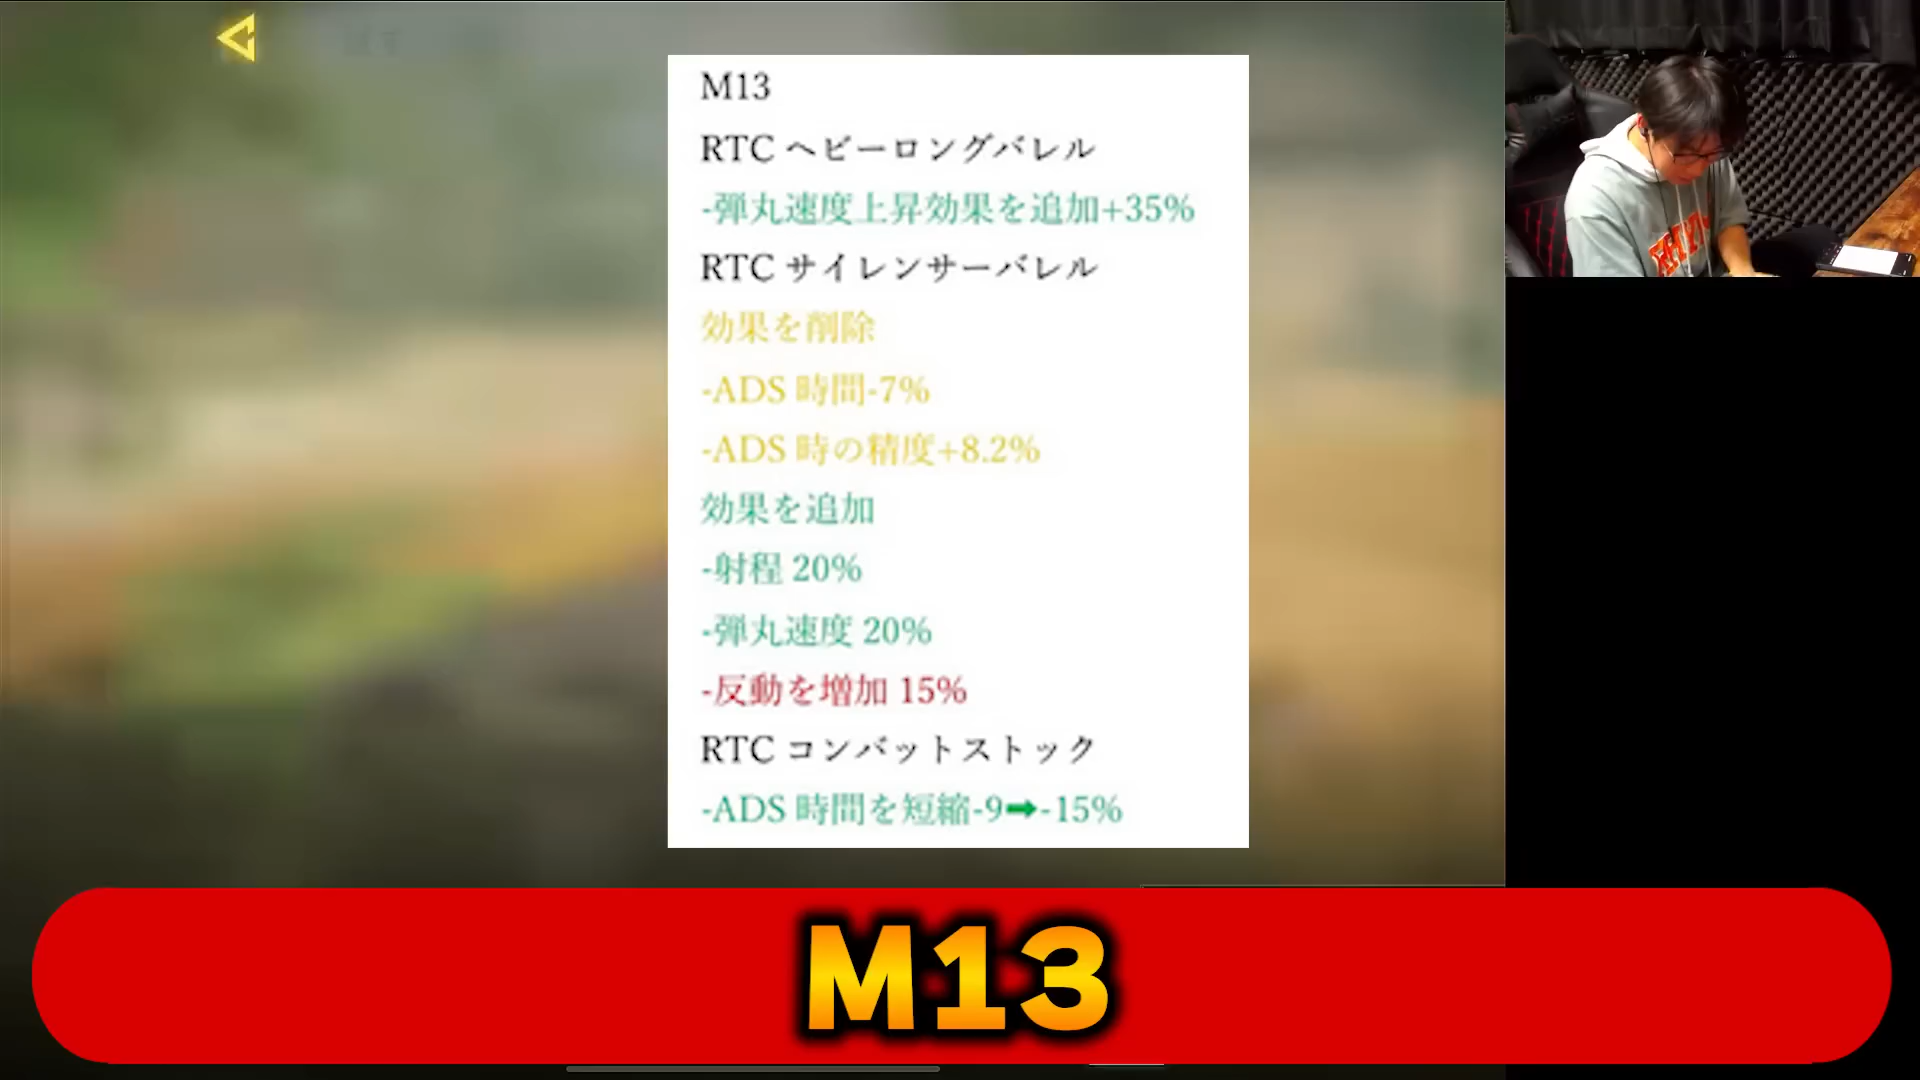 M13
RTC ヘビーロングバレル
-弾丸速度上昇効果を追加+35%
RTC サイレンサーバレル
効果を削除
-ADS 時間-7%
-ADS 時の精度+8.2%
効果を追加
-射程 20%
-弾丸速度 20%
-反動を増加 15%
RTC コンバットストック
-ADS 時間を短縮-9➡-15%
M13